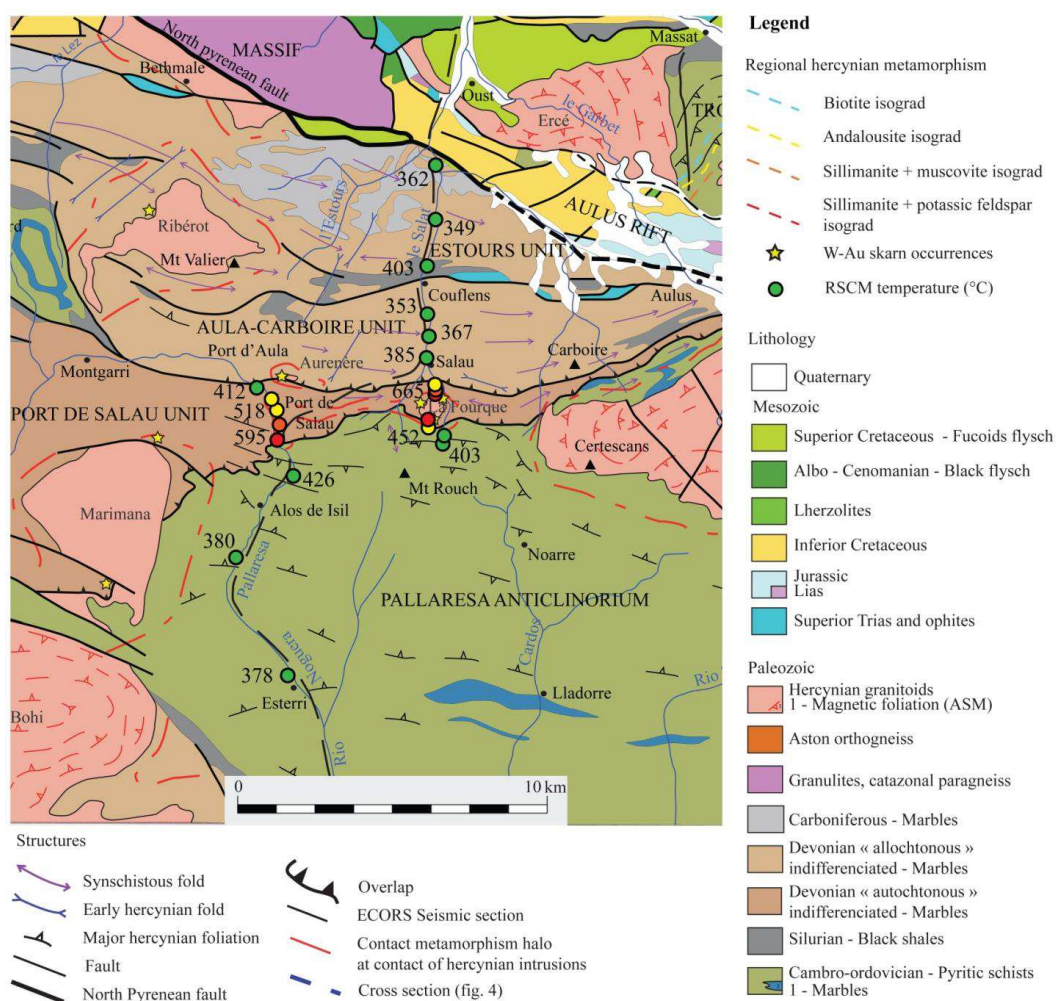 MASSIF
North pyrenean fault
le Lez
Bethmale
Massat
Oust
le Garbet
Ercé
TRO
362
l'Estours
le Salat
349
AULUS RIFT
Ribérot
Mt Valier
ESTOURS UNIT
403
Couflens
Aulus
353
AULA-CARBOIRE UNIT
367
Port d'Aula
Aurenère
385
Salau
Carboire
Montgarri
412
665
PORT DE SALAU UNIT
518
Port de
Salau
La Fourque
595
452
403
Certescans
426
Mt Rouch
Marimana
Alos de Isil
380
Noarre
Pallaresa
PALLARESA ANTICLINORIUM
Cardos
Noguera
378
Esterri
Lladorre
Rio
Bohi
Rio
0
10 km
Legend
Regional hercynian metamorphism
Biotite isograd
Andalousite isograd
Sillimanite + muscovite isograd
Sillimanite + potassic feldspar
isograd
W-Au skarn occurrences
RSCM temperature (°C)
Lithology
Quaternary
Mesozoic
Superior Cretaceous - Fucoids flysch
Albo - Cenomanian - Black flysch
Lherzolites
Inferior Cretaceous
Jurassic
Lias
Superior Trias and ophites
Paleozoic
Hercynian granitoids
1 - Magnetic foliation (ASM)
Aston orthogneiss
Granulites, catazonal paragneiss
Carboniferous - Marbles
Devonian « allochtonous »
indifferenciated - Marbles
Devonian « autochtonous »
indifferenciated - Marbles
Silurian - Black shales
Cambro-ordovician - Pyritic schists
1 - Marbles
Structures
Synschistous fold
Early hercynian fold
Major hercynian foliation
Fault
North Pyrenean fault
Overlap
ECORS Seismic section
Contact metamorphism halo
at contact of hercynian intrusions
Cross section (fig. 4)